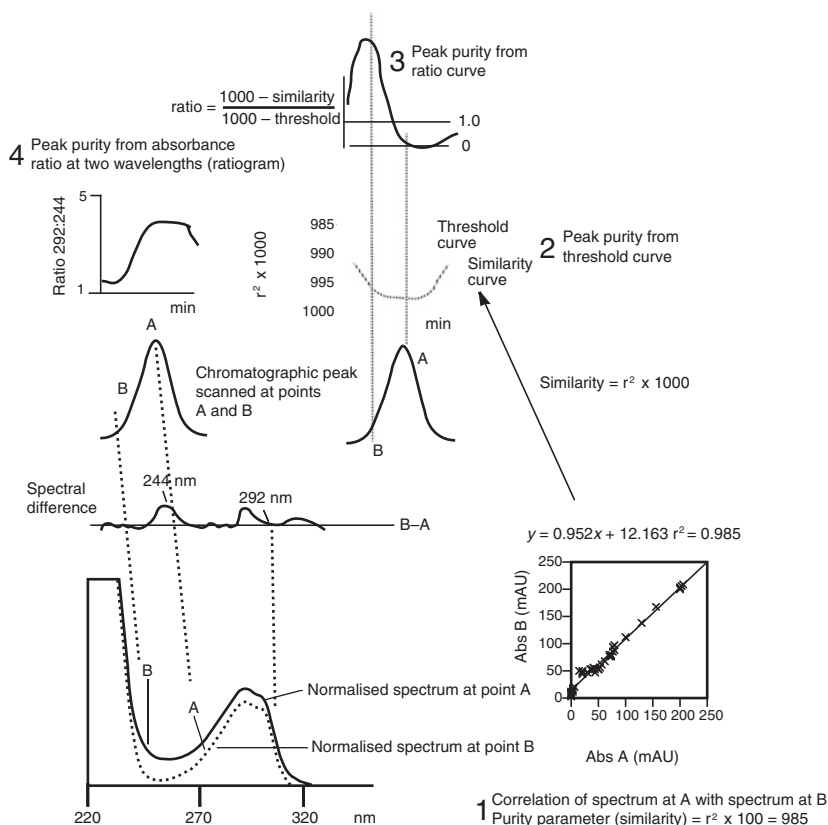 3 Peak purity from
ratio curve
ratio = 1000 – similarity
1000 – threshold
1.0
0
4 Peak purity from absorbance
ratio at two wavelengths (ratiogram)
5
Ratio 292:244
1
min
r² x 1000
985
990
995
1000
Threshold
curve
Similarity
curve
min
2 Peak purity from
threshold curve
A
B
Chromatographic peak
scanned at points
A and B
A
B
Similarity = r² x 1000
Spectral
difference
244 nm
292 nm
B–A
y = 0.952x + 12.163 r² = 0.985
Abs B (mAU)
250
200
150
100
50
0
0 50 100 150 200 250
Abs A (mAU)
B
A
Normalised spectrum at point A
Normalised spectrum at point B
220 270 320 nm
1 Correlation of spectrum at A with spectrum at B
Purity parameter (similarity) = r² x 100 = 985